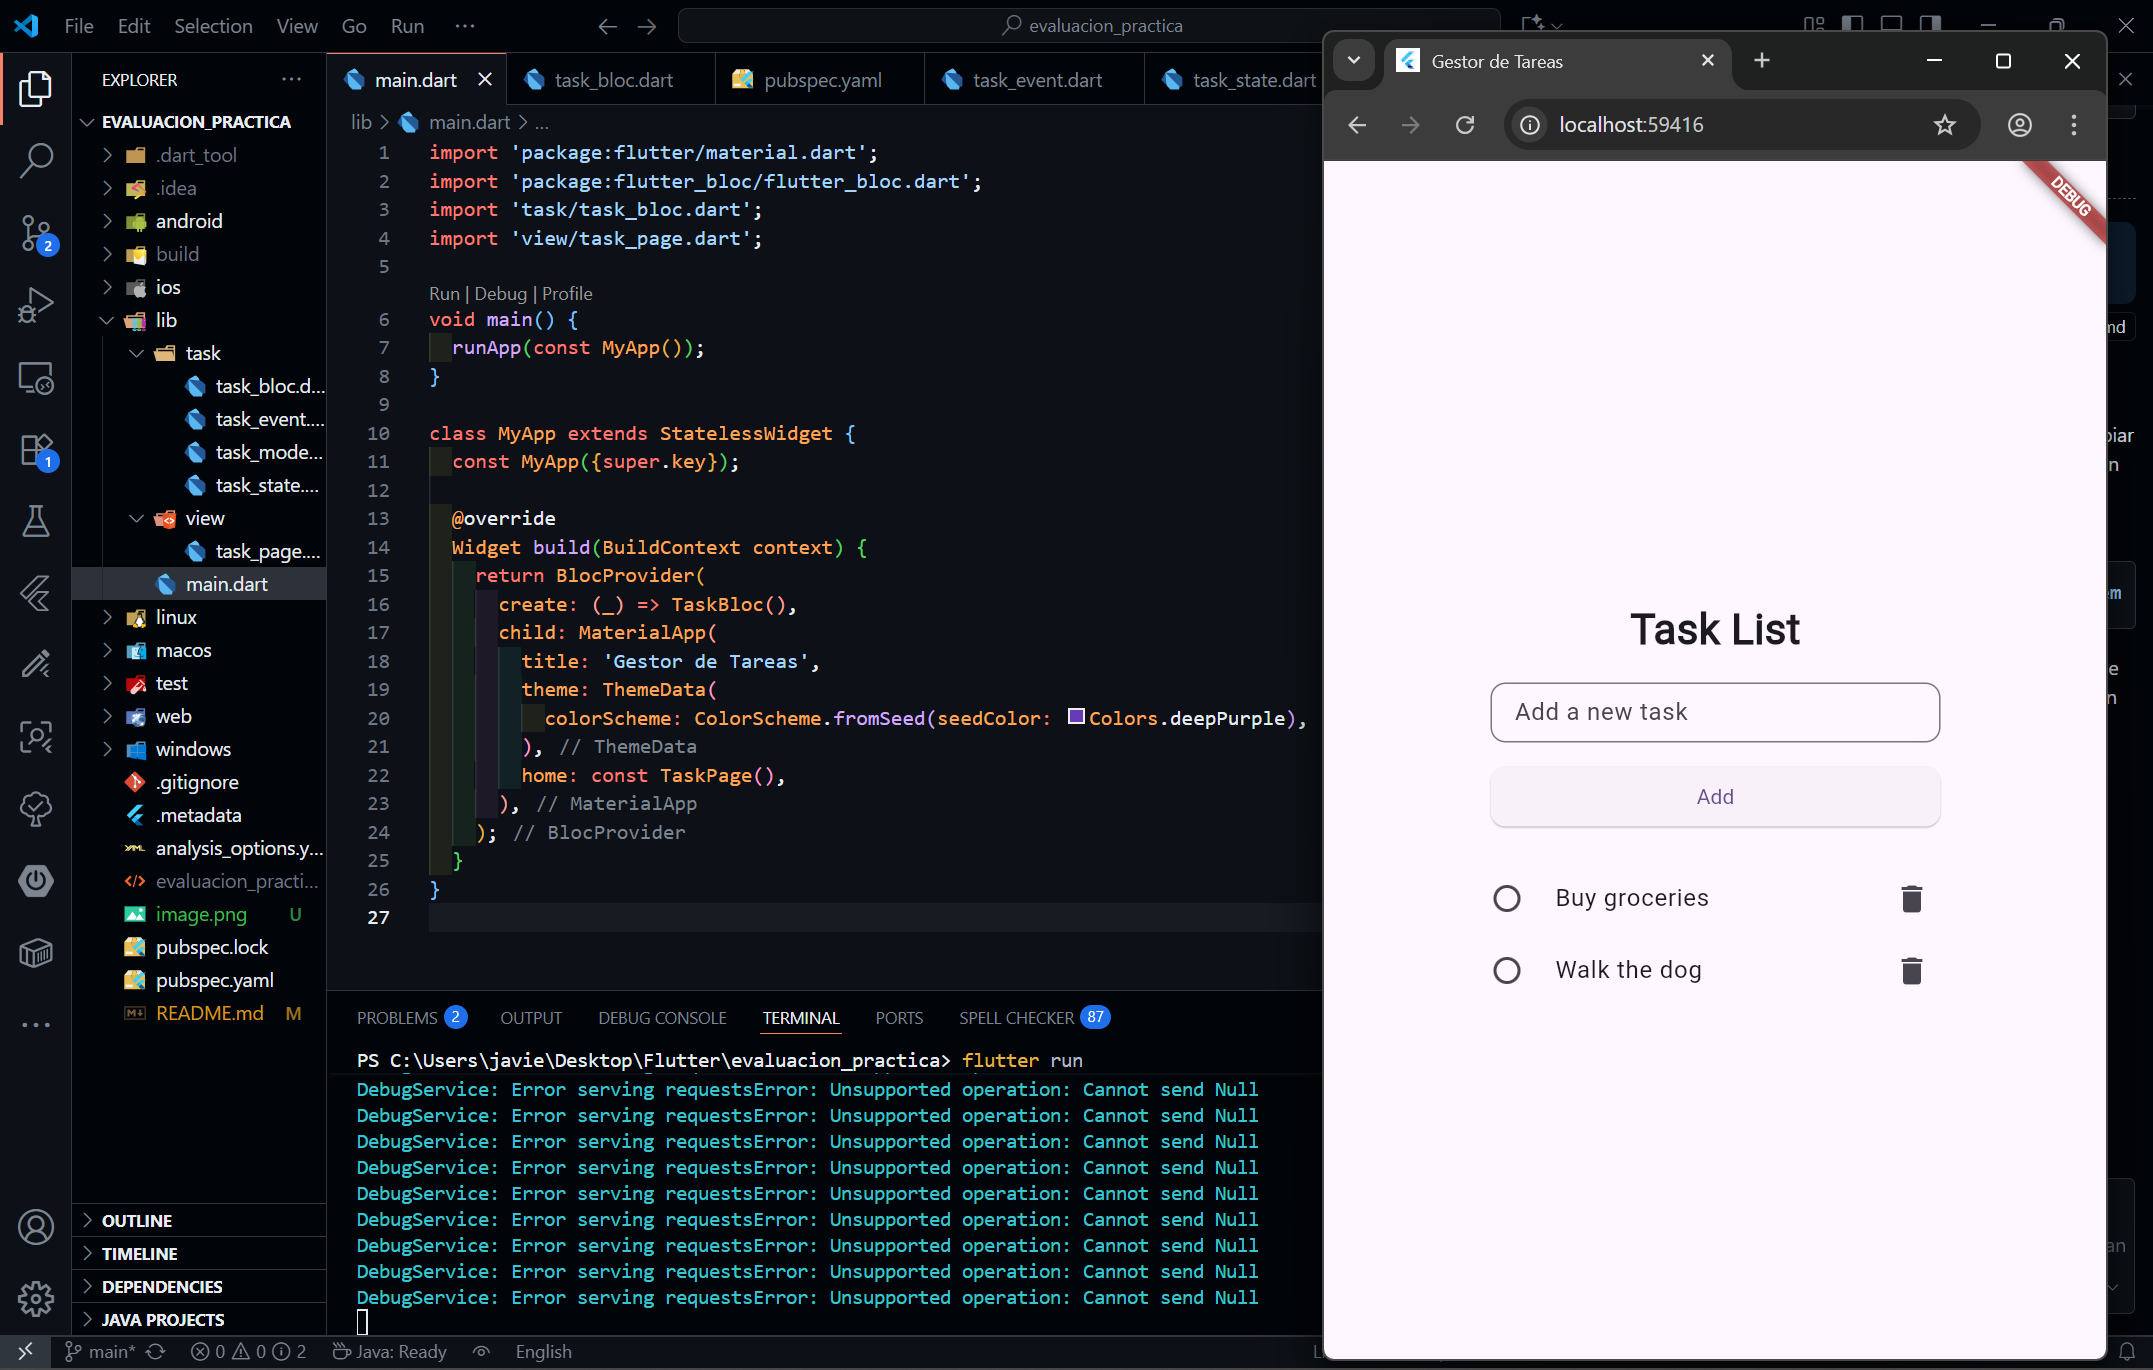 File Edit Selection View Go Run ···
evaluacion_practica
EXPLORER
EVALUACION_PRACTICA
.dart_tool
.idea
android
build
ios
lib
task
task_bloc.d...
task_event....
task_mode...
task_state....
view
task_page....
main.dart
linux
macos
test
web
windows
.gitignore
.metadata
analysis_options.y...
evaluacion_practi...
image.png U
pubspec.lock
pubspec.yaml
README.md M
OUTLINE
TIMELINE
DEPENDENCIES
JAVA PROJECTS
2
1
main.dart task_bloc.dart pubspec.yaml task_event.dart task_state.dart
lib > main.dart > ...
1 import 'package:flutter/material.dart';
2 import 'package:flutter_bloc/flutter_bloc.dart';
3 import 'task/task_bloc.dart';
4 import 'view/task_page.dart';
5
Run | Debug | Profile
6 void main() {
7 runApp(const MyApp());
8 }
9
10 class MyApp extends StatelessWidget {
11 const MyApp({super.key});
12
13 @override
14 Widget build(BuildContext context) {
15 return BlocProvider(
16 create: (_) => TaskBloc(),
17 child: MaterialApp(
18 title: 'Gestor de Tareas',
19 theme: ThemeData(
20 colorScheme: ColorScheme.fromSeed(seedColor: Colors.deepPurple),
21 ), // ThemeData
22 home: const TaskPage(),
23 ), // MaterialApp
24 ); // BlocProvider
25 }
26 }
27
PROBLEMS 2 OUTPUT DEBUG CONSOLE TERMINAL PORTS SPELL CHECKER 87
PS C:\Users\javie\Desktop\Flutter\evaluacion_practica> flutter run
DebugService: Error serving requestsError: Unsupported operation: Cannot send Null
DebugService: Error serving requestsError: Unsupported operation: Cannot send Null
DebugService: Error serving requestsError: Unsupported operation: Cannot send Null
DebugService: Error serving requestsError: Unsupported operation: Cannot send Null
DebugService: Error serving requestsError: Unsupported operation: Cannot send Null
DebugService: Error serving requestsError: Unsupported operation: Cannot send Null
DebugService: Error serving requestsError: Unsupported operation: Cannot send Null
DebugService: Error serving requestsError: Unsupported operation: Cannot send Null
DebugService: Error serving requestsError: Unsupported operation: Cannot send Null
main* 0 0 2 Java: Ready English
Gestor de Tareas
localhost:59416
DEBUG
Task List
Add a new task
Add
Buy groceries
Walk the dog